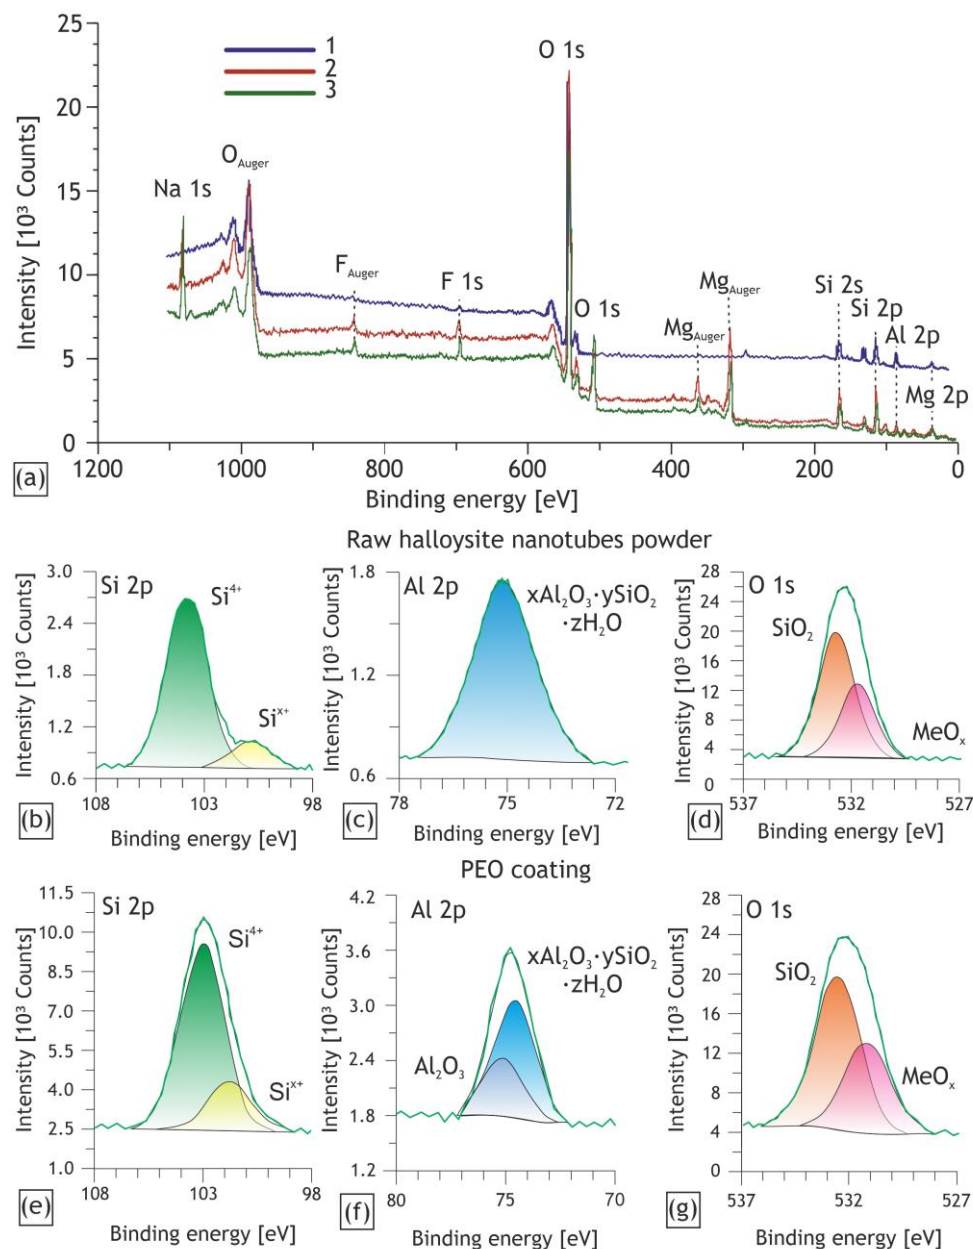 25
20
15
10
5
0
Intensity [10³ Counts]
1
2
3
Na 1s
O_Auger
F_Auger
F 1s
O 1s
O 1s
Mg_Auger
Mg_Auger
Si 2s
Si 2p
Al 2p
Mg 2p
1200 1000 800 600 400 200 0
Binding energy [eV]
(a)
Raw halloysite nanotubes powder
Intensity [10³ Counts]
3.0
2.4
1.8
1.2
0.6
Si 2p
Si⁴⁺
Siˣ⁺
108 103 98
Binding energy [eV]
(b)
Intensity [10³ Counts]
1.8
1.2
0.6
Al 2p
xAl₂O₃·ySiO₂
·zH₂O
78 75 72
Binding energy [eV]
(c)
Intensity [10³ Counts]
28
24
20
16
12
8
4
0
O 1s
SiO₂
MeOₓ
537 532 527
Binding energy [eV]
(d)
PEO coating
Intensity [10³ Counts]
11.5
10.0
8.5
7.0
5.5
4.0
2.5
1.0
Si 2p
Si⁴⁺
Siˣ⁺
108 103 98
Binding energy [eV]
(e)
Intensity [10³ Counts]
4.2
3.6
3.0
2.4
1.8
1.2
Al 2p
xAl₂O₃·ySiO₂
·zH₂O
Al₂O₃
80 75 70
Binding energy [eV]
(f)
Intensity [10³ Counts]
28
24
20
16
12
8
4
0
O 1s
SiO₂
MeOₓ
537 532 527
Binding energy [eV]
(g)